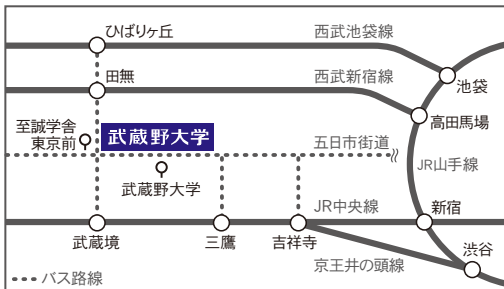 ひばりヶ丘
西武池袋線
田無
西武新宿線
池袋
高田馬場
至誠学舎
東京前
武蔵野大学
五日市街道
武蔵野大学
JR山手線
JR中央線
新宿
武蔵境
三鷹
吉祥寺
京王井の頭線
渋谷
バス路線